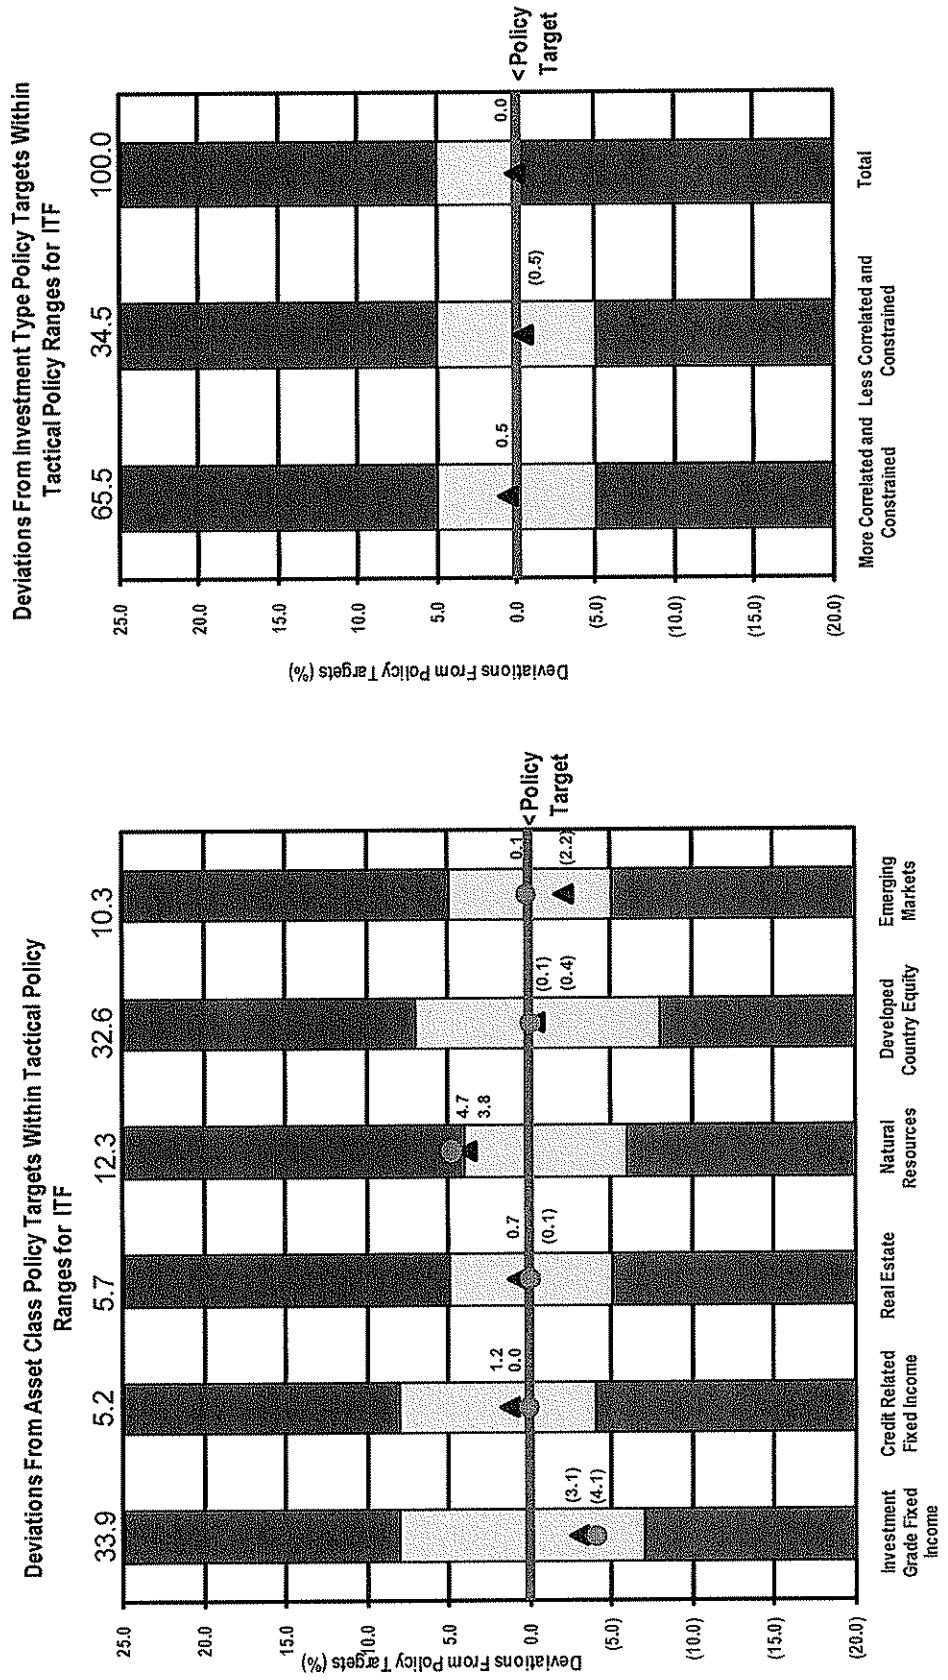 Deviations From Asset Class Policy Targets Within Tactical Policy
Ranges for ITF
33.9 5.2 5.7 12.3 32.6 10.3
Deviations From Policy Targets (%)
25.0
20.0
15.0
10.0
5.0
0.0
(5.0)
(10.0)
(15.0)
(20.0)
(3.1)
(4.1)
1.2
0.0
0.7
(0.1)
4.7
3.8
(0.1)
(0.4)
0.1
(2.2)
< Policy
Target
Investment
Grade Fixed
Income
Credit Related
Fixed Income
Real Estate
Natural
Resources
Developed
Country Equity
Emerging
Markets
Deviations From Investment Type Policy Targets Within
Tactical Policy Ranges for ITF
65.5 34.5 100.0
Deviations From Policy Targets (%)
25.0
20.0
15.0
10.0
5.0
0.0
(5.0)
(10.0)
(15.0)
(20.0)
0.5
(0.5)
0.0
< Policy
Target
More Correlated and
Constrained
Less Correlated and
Constrained
Total